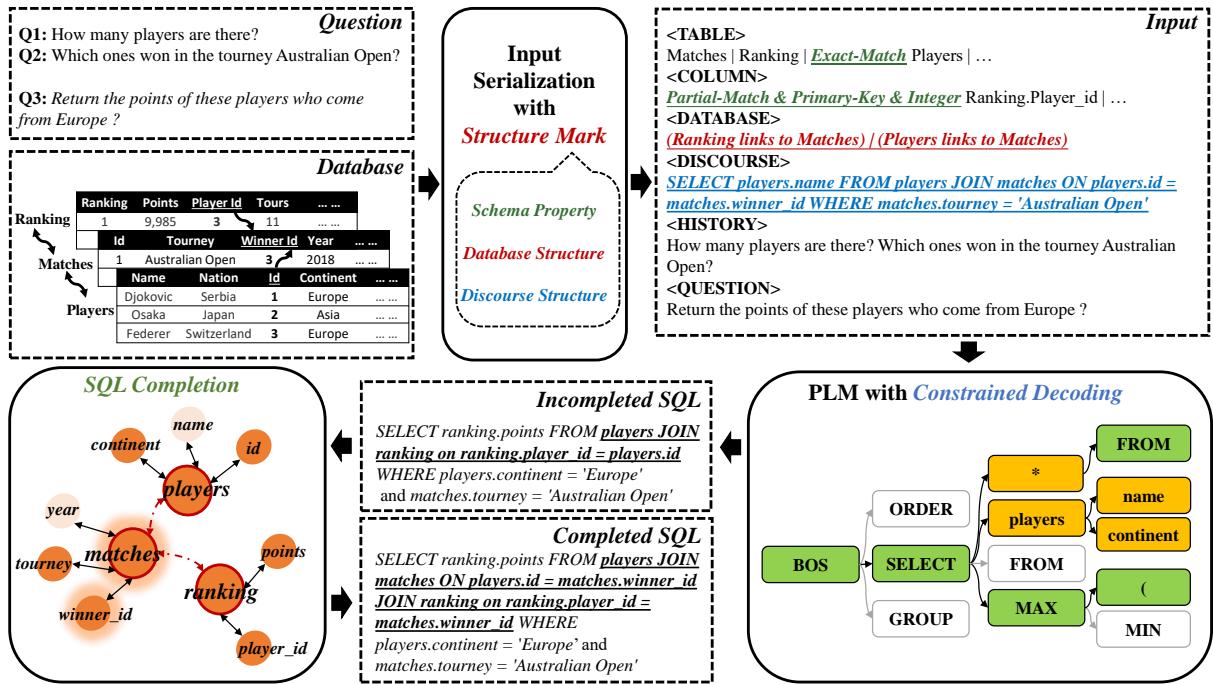 Question
Q1: How many players are there?
Q2: Which ones won in the tourney Australian Open?
Q3: Return the points of these players who come
from Europe ?
Database
Ranking Points Player Id Tours ... ...
1 9,985 3 11 ... ...
Id Tourney Winner Id Year ... ...
1 Australian Open 3 2018 ... ...
Name Nation Id Continent ... ...
Djokovic Serbia 1 Europe ... ...
Osaka Japan 2 Asia ... ...
Federer Switzerland 3 Europe ... ...
Ranking
Matches
Players
Input
Serialization
with
Structure Mark
Schema Property
Database Structure
Discourse Structure
Input
<TABLE>
Matches | Ranking | Exact-Match Players | …
<COLUMN>
Partial-Match & Primary-Key & Integer Ranking.Player_id | …
<DATABASE>
(Ranking links to Matches) | (Players links to Matches)
<DISCOURSE>
SELECT players.name FROM players JOIN matches ON players.id =
matches.winner_id WHERE matches.tourney = 'Australian Open'
<HISTORY>
How many players are there? Which ones won in the tourney Australian
Open?
<QUESTION>
Return the points of these players who come from Europe ?
SQL Completion
name
continent
id
players
year
matches
tourney
points
ranking
winner_id
player_id
Incompleted SQL
SELECT ranking.points FROM players JOIN
ranking on ranking.player_id = players.id
WHERE players.continent = 'Europe'
and matches.tourney = 'Australian Open'
Completed SQL
SELECT ranking.points FROM players JOIN
matches ON players.id = matches.winner_id
JOIN ranking on ranking.player_id =
matches.winner_id WHERE
players.continent = 'Europe' and
matches.tourney = 'Australian Open'
PLM with Constrained Decoding
BOS
ORDER
SELECT
GROUP
*
players
FROM
MAX
FROM
name
continent
(
MIN